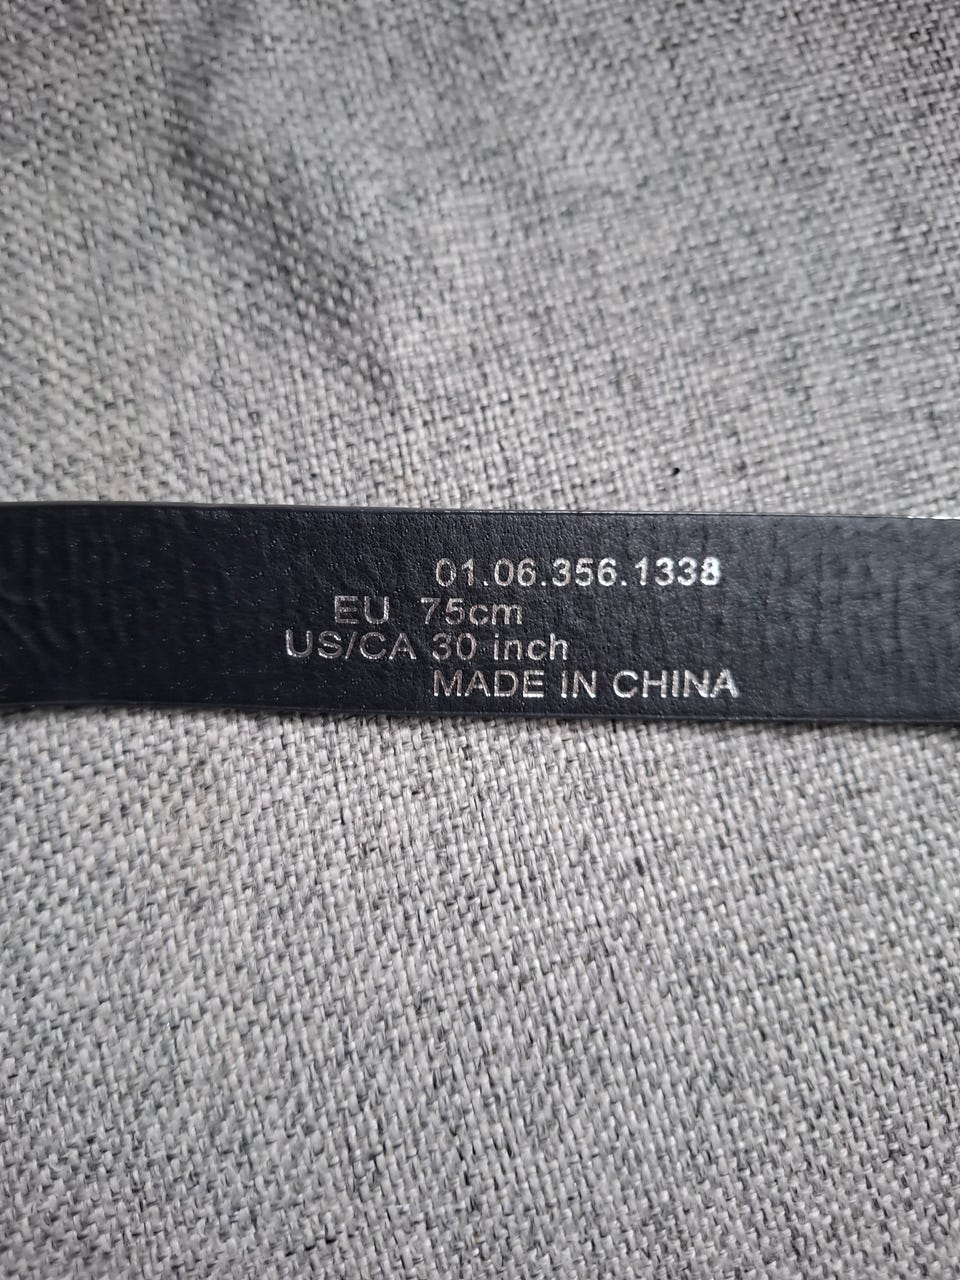 01.06.356.1338
EU 75cm
US/CA 30 inch
MADE IN CHINA